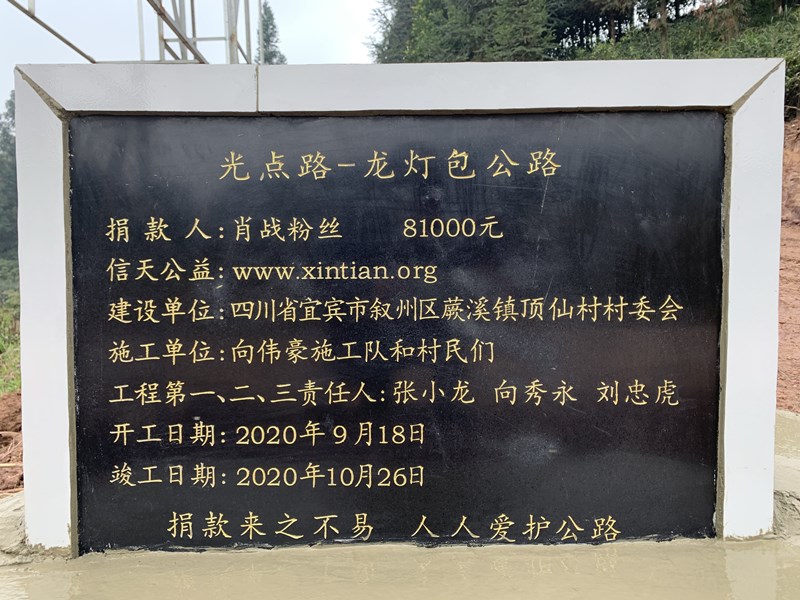 光点路-龙灯包公路
捐款人:肖战粉丝 81000元
信天公益:www.xintian.org
建设单位:四川省宜宾市叙州区蕨溪镇顶仙村村委会
施工单位:向伟豪施工队和村民们
工程第一、二、三责任人:张小龙 向秀永 刘忠虎
开工日期:2020年9月18日
竣工日期:2020年10月26日
捐款来之不易 人人爱护公路